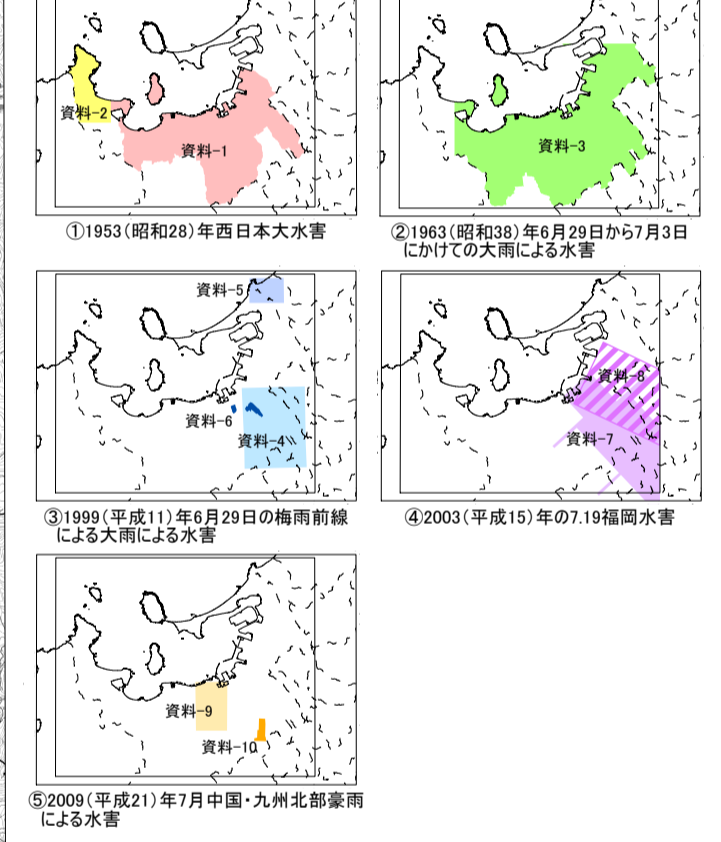 資料-2
資料-1
①1953(昭和28)年西日本大水害
資料-3
②1963(昭和38)年6月29日から7月3日
にかけての大雨による水害
資料-5
資料-6
資料-4
③1999(平成11)年6月29日の梅雨前線
による大雨による水害
資料-8
資料-7
④2003(平成15)年の7.19福岡水害
資料-9
資料-10
⑤2009(平成21)年7月中国・九州北部豪雨
による水害